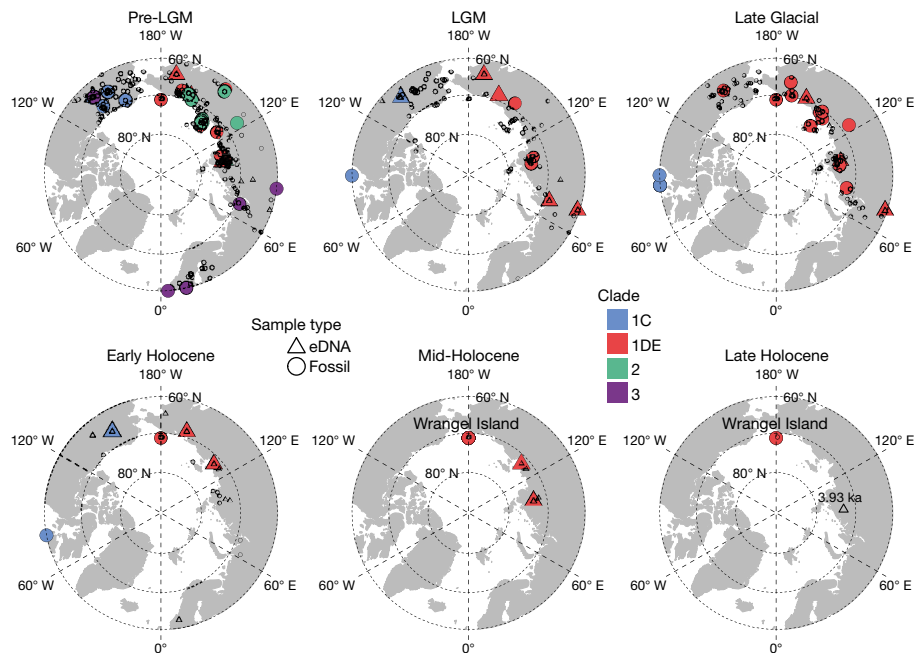 Pre-LGM
180° W
60° N
120° W
120° E
80° N
60° W
60° E
0°
LGM
180° W
60° N
120° W
120° E
80° N
60° W
60° E
0°
Late Glacial
180° W
60° N
120° W
120° E
80° N
60° W
60° E
0°
Sample type
eDNA
Fossil
Clade
1C
1DE
2
3
Early Holocene
180° W
60° N
120° W
120° E
80° N
60° W
60° E
0°
Mid-Holocene
180° W
60° N
Wrangel Island
120° W
120° E
80° N
60° W
60° E
0°
Late Holocene
180° W
60° N
Wrangel Island
120° W
120° E
80° N
3.93 ka
60° W
60° E
0°